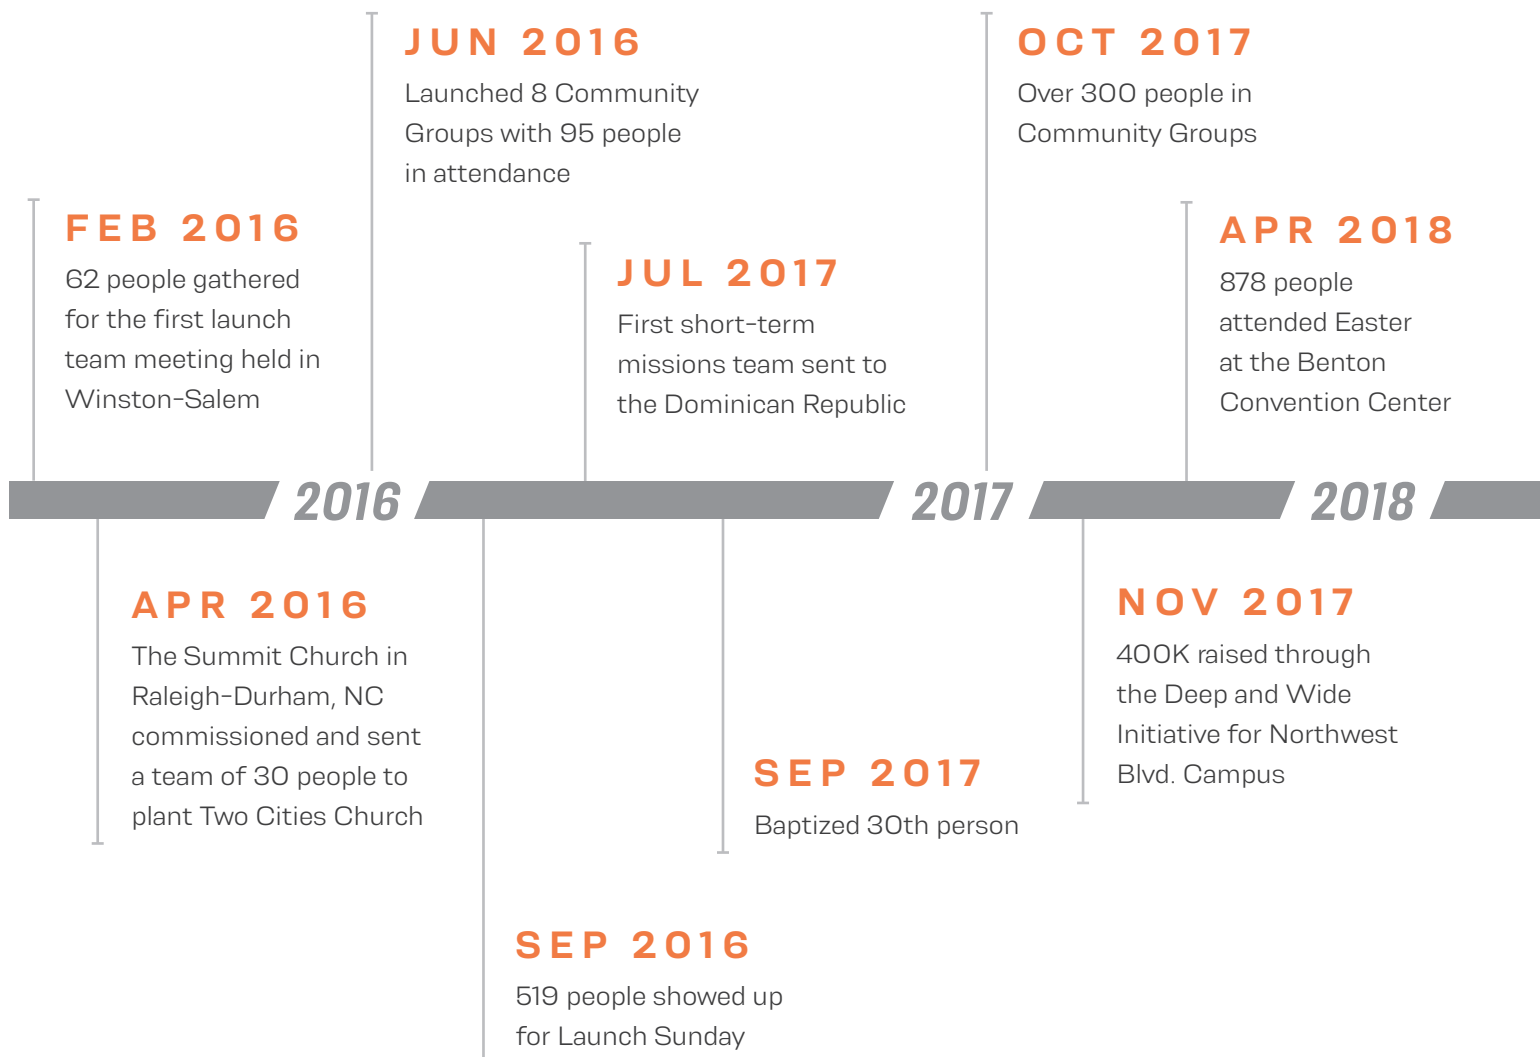 JUN 2016
Launched 8 Community
Groups with 95 people
in attendance
OCT 2017
Over 300 people in
Community Groups
FEB 2016
62 people gathered
for the first launch
team meeting held in
Winston-Salem
JUL 2017
First short-term
missions team sent to
the Dominican Republic
APR 2018
878 people
attended Easter
at the Benton
Convention Center
2016
2017
2018
APR 2016
The Summit Church in
Raleigh-Durham, NC
commissioned and sent
a team of 30 people to
plant Two Cities Church
NOV 2017
400K raised through
the Deep and Wide
Initiative for Northwest
Blvd. Campus
SEP 2017
Baptized 30th person
SEP 2016
519 people showed up
for Launch Sunday